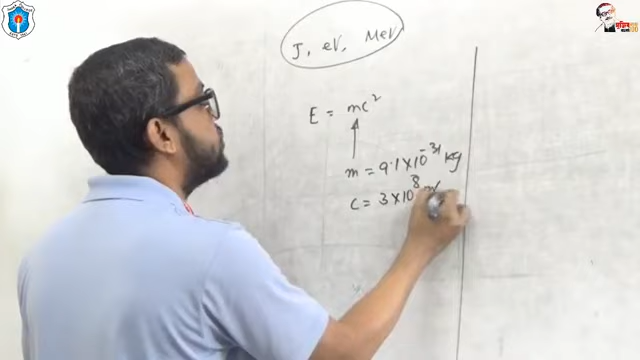 J, ev, Mev
E = mc²
m = 9.1×10⁻³¹ kg
c = 3×10⁸ m/